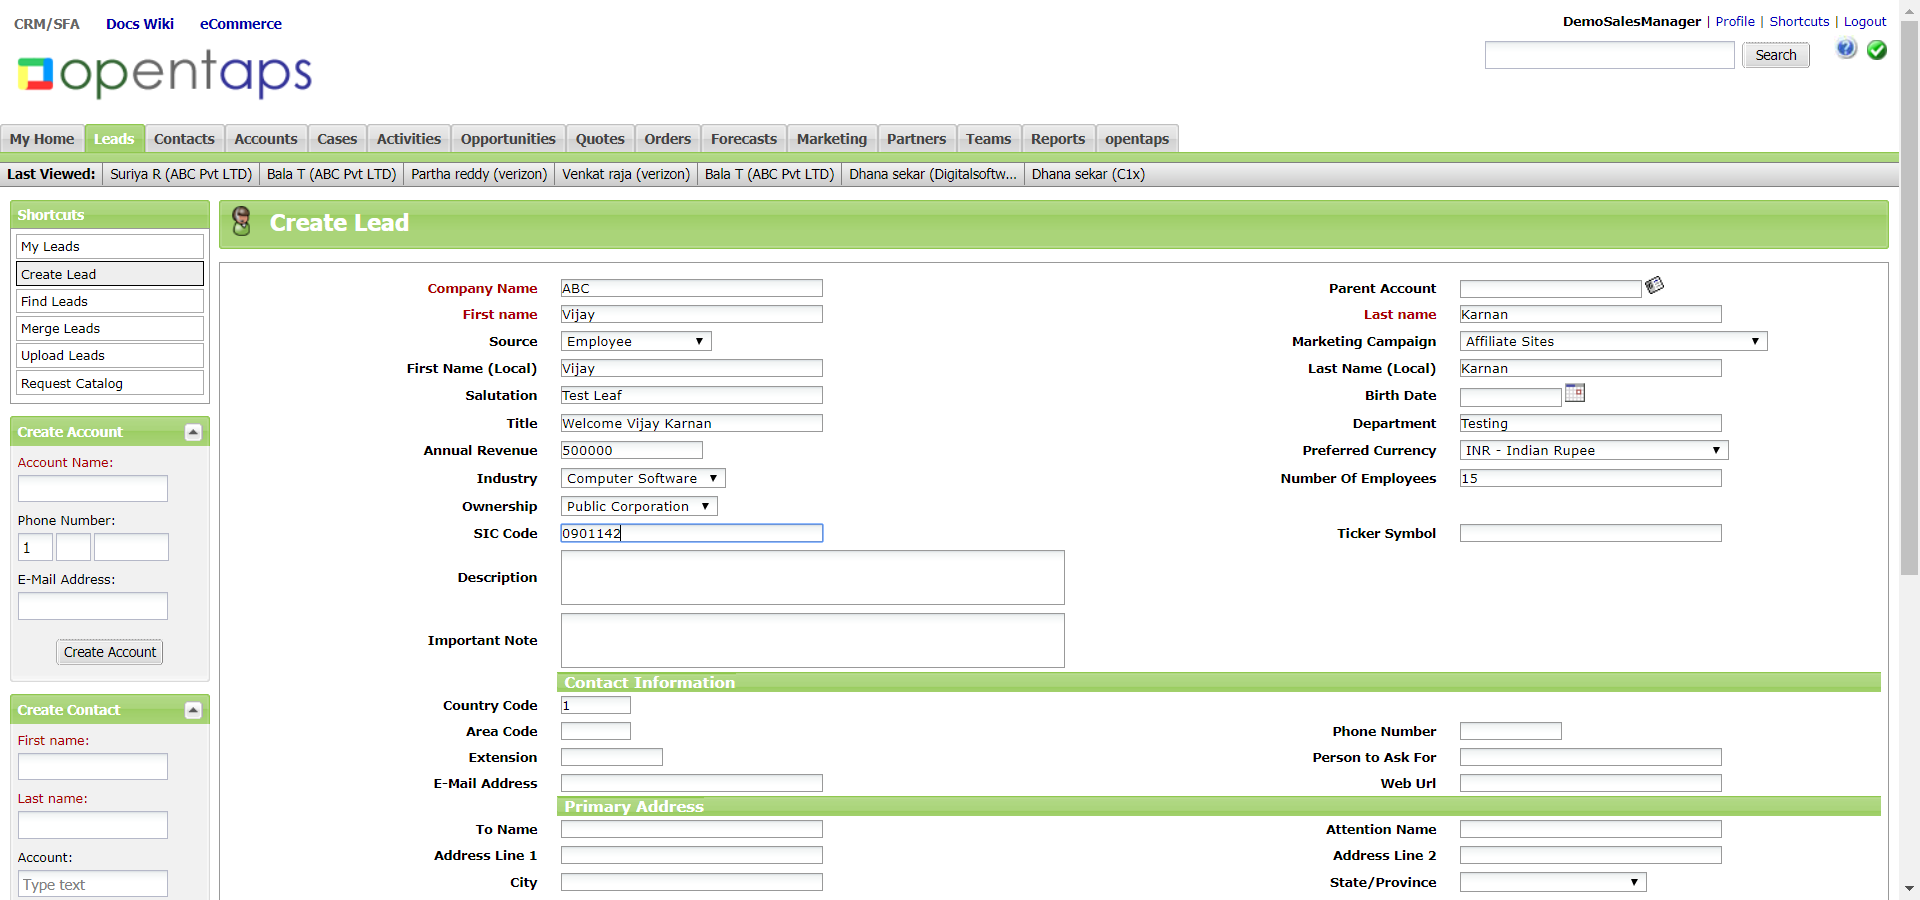 CRM/SFA Docs Wiki eCommerce
DemoSalesManager | Profile | Shortcuts | Logout
opentaps
Search
My Home Leads Contacts Accounts Cases Activities Opportunities Quotes Orders Forecasts Marketing Partners Teams Reports opentaps
Last Viewed: Suriya R (ABC Pvt LTD) Bala T (ABC Pvt LTD) Partha reddy (verizon) Venkat raja (verizon) Bala T (ABC Pvt LTD) Dhana sekar (Digitalsoftw... Dhana sekar (C1x)
Shortcuts
My Leads
Create Lead
Find Leads
Merge Leads
Upload Leads
Request Catalog
Create Account
Account Name:
Phone Number:
1
E-Mail Address:
Create Account
Create Contact
First name:
Last name:
Account:
Type text
Create Lead
Company Name ABC Parent Account
First name Vijay Last name Karnan
Source Employee Marketing Campaign Affiliate Sites
First Name (Local) Vijay Last Name (Local) Karnan
Salutation Test Leaf Birth Date
Title Welcome Vijay Karnan Department Testing
Annual Revenue 500000 Preferred Currency INR - Indian Rupee
Industry Computer Software Number Of Employees 15
Ownership Public Corporation
SIC Code 0901142 Ticker Symbol
Description
Important Note
Contact Information
Country Code 1
Area Code Phone Number
Extension Person to Ask For
E-Mail Address Web Url
Primary Address
To Name Attention Name
Address Line 1 Address Line 2
City State/Province